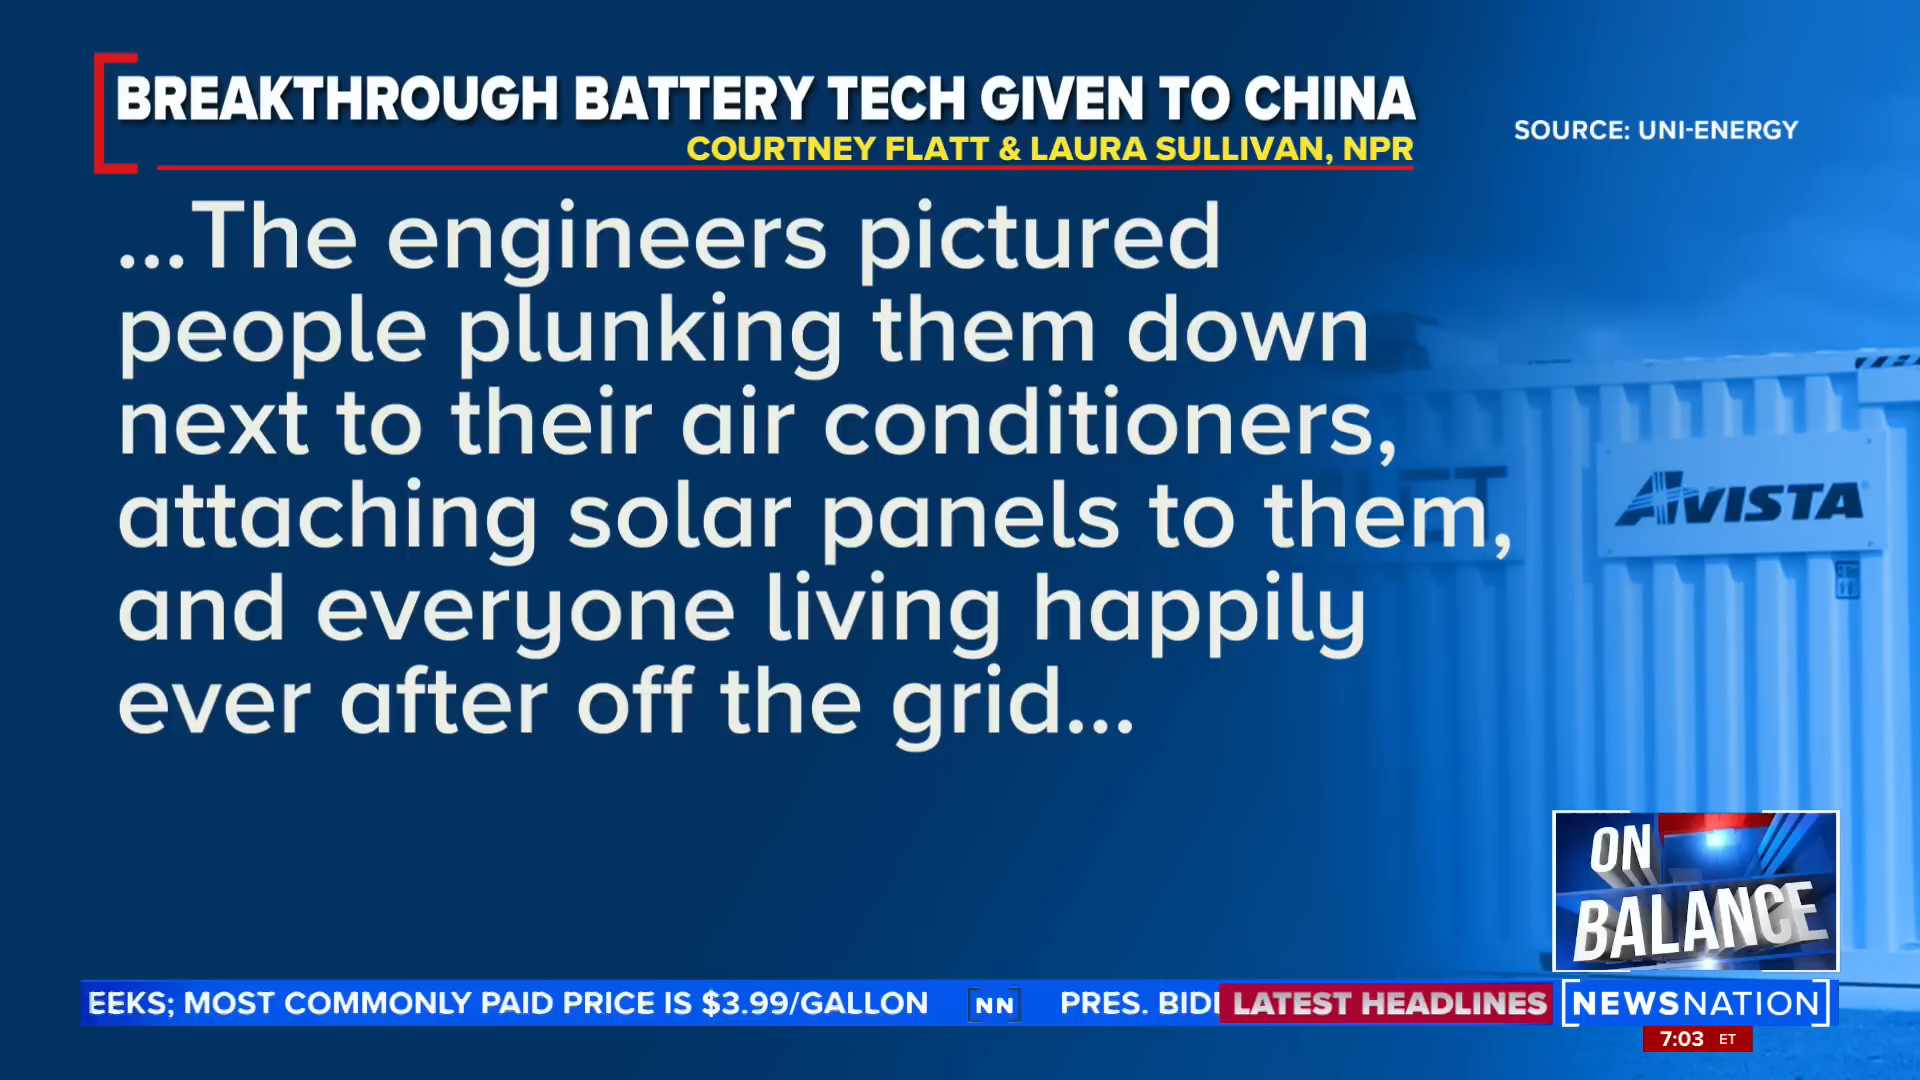 BREAKTHROUGH BATTERY TECH GIVEN TO CHINA
COURTNEY FLATT & LAURA SULLIVAN, NPR
SOURCE: UNI-ENERGY
...The engineers pictured
people plunking them down
next to their air conditioners,
attaching solar panels to them,
and everyone living happily
ever after off the grid...
AVISTA
ON
BALANCE
EEKS; MOST COMMONLY PAID PRICE IS $3.99/GALLON [NN] PRES. BID
LATEST HEADLINES
[NEWSNATION]
7:03 ET